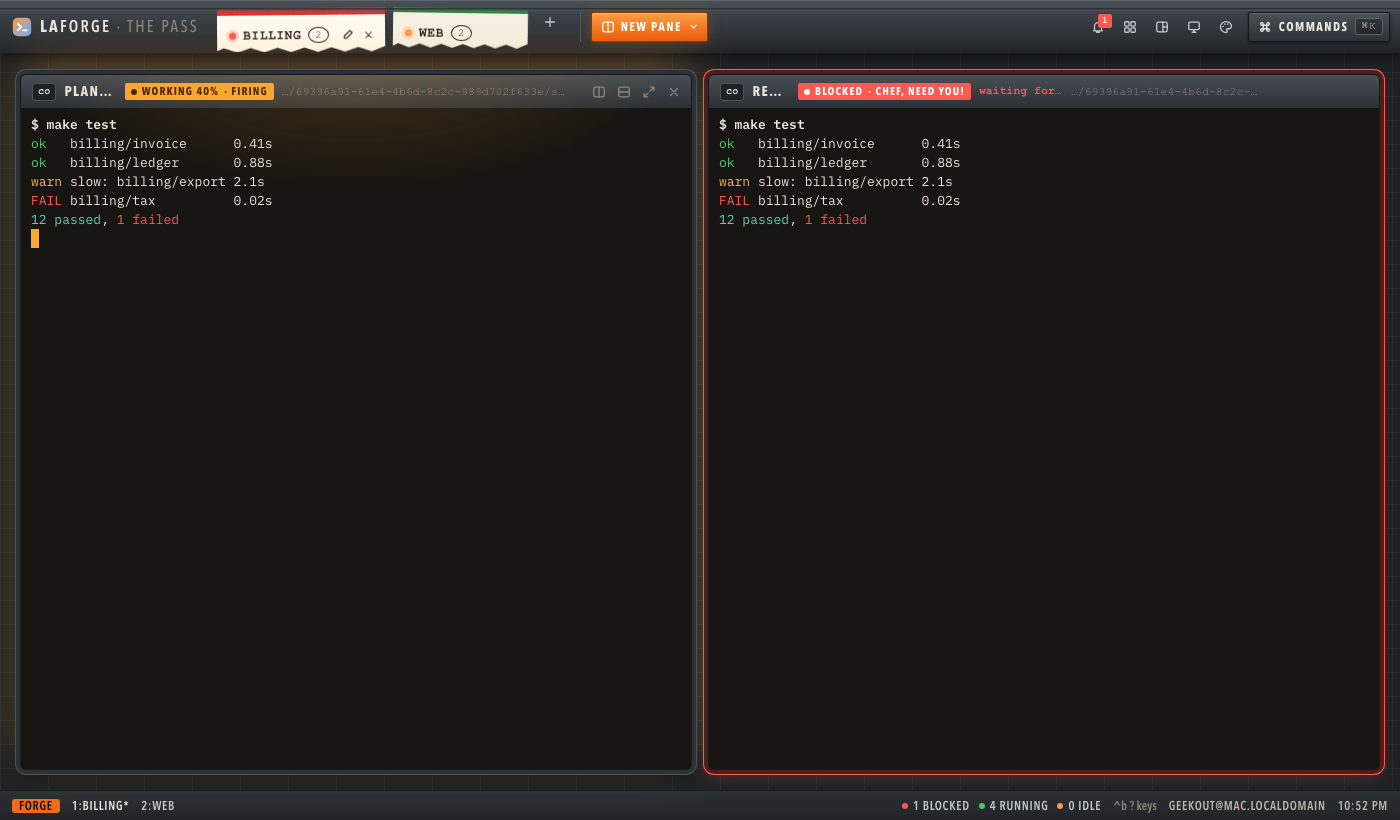 LAFORGE · THE PASS
BILLING 2
WEB 2
NEW PANE
1
COMMANDS ⌘K
CO PLAN… WORKING 40% · FIRING …/69396a91-61e4-4b6d-8c2c-989d702f633e/s…
$ make test
ok billing/invoice 0.41s
ok billing/ledger 0.88s
warn slow: billing/export 2.1s
FAIL billing/tax 0.02s
12 passed, 1 failed
CO RE… BLOCKED · CHEF, NEED YOU! waiting for… …/69396a91-61e4-4b6d-8c2c-…
$ make test
ok billing/invoice 0.41s
ok billing/ledger 0.88s
warn slow: billing/export 2.1s
FAIL billing/tax 0.02s
12 passed, 1 failed
FORGE 1:BILLING* 2:WEB
1 BLOCKED 4 RUNNING 0 IDLE ^b ? keys GEEKOUT@MAC.LOCALDOMAIN 10:52 PM